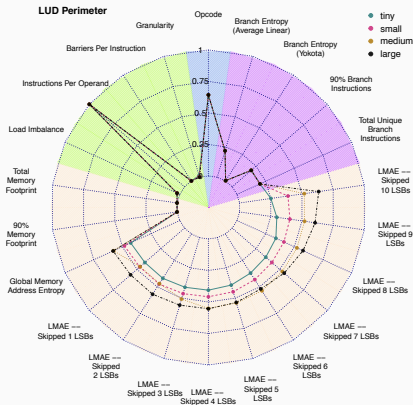 LUD Perimeter
Opcode
Branch Entropy
(Average Linear)
Branch Entropy
(Yokota)
90% Branch
Instructions
Total Unique
Branch
Instructions
LMAE −−
Skipped
10 LSBs
LMAE −−
Skipped 9
LSBs
LMAE −−
Skipped 8 LSBs
LMAE −−
Skipped 7 LSBs
LMAE −−
Skipped 6
LSBs
LMAE −−
Skipped 5
LSBs
LMAE −−
Skipped 4 LSBs
LMAE −−
Skipped 3 LSBs
LMAE −−
Skipped
2 LSBs
LMAE −−
Skipped 1 LSBs
Global Memory
Address Entropy
90%
Memory
Footprint
Total
Memory
Footprint
Load Imbalance
Instructions Per Operand
Barriers Per Instruction
Granularity
1
0.75
0.5
0.25
tiny
small
medium
large